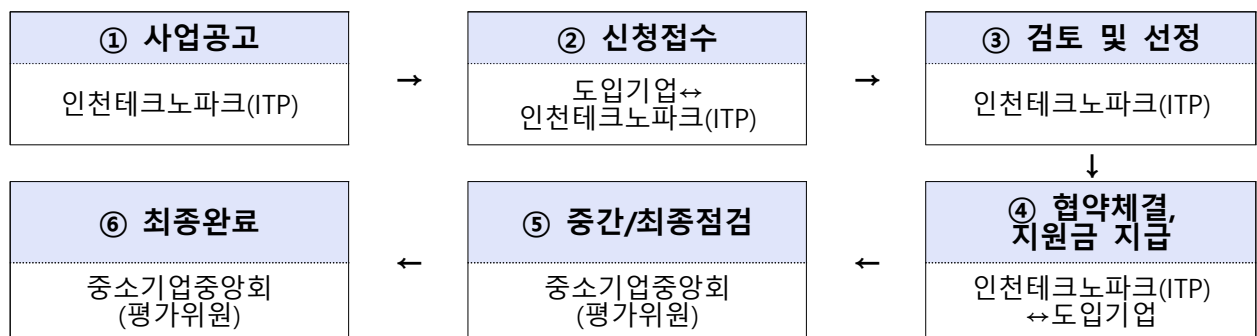 ① 사업공고
인천테크노파크(ITP)
→
② 신청접수
도입기업↔
인천테크노파크(ITP)
→
③ 검토 및 선정
인천테크노파크(ITP)
↓
④ 협약체결,
지원금 지급
인천테크노파크(ITP)
↔도입기업
←
⑤ 중간/최종점검
중소기업중앙회
(평가위원)
←
⑥ 최종완료
중소기업중앙회
(평가위원)